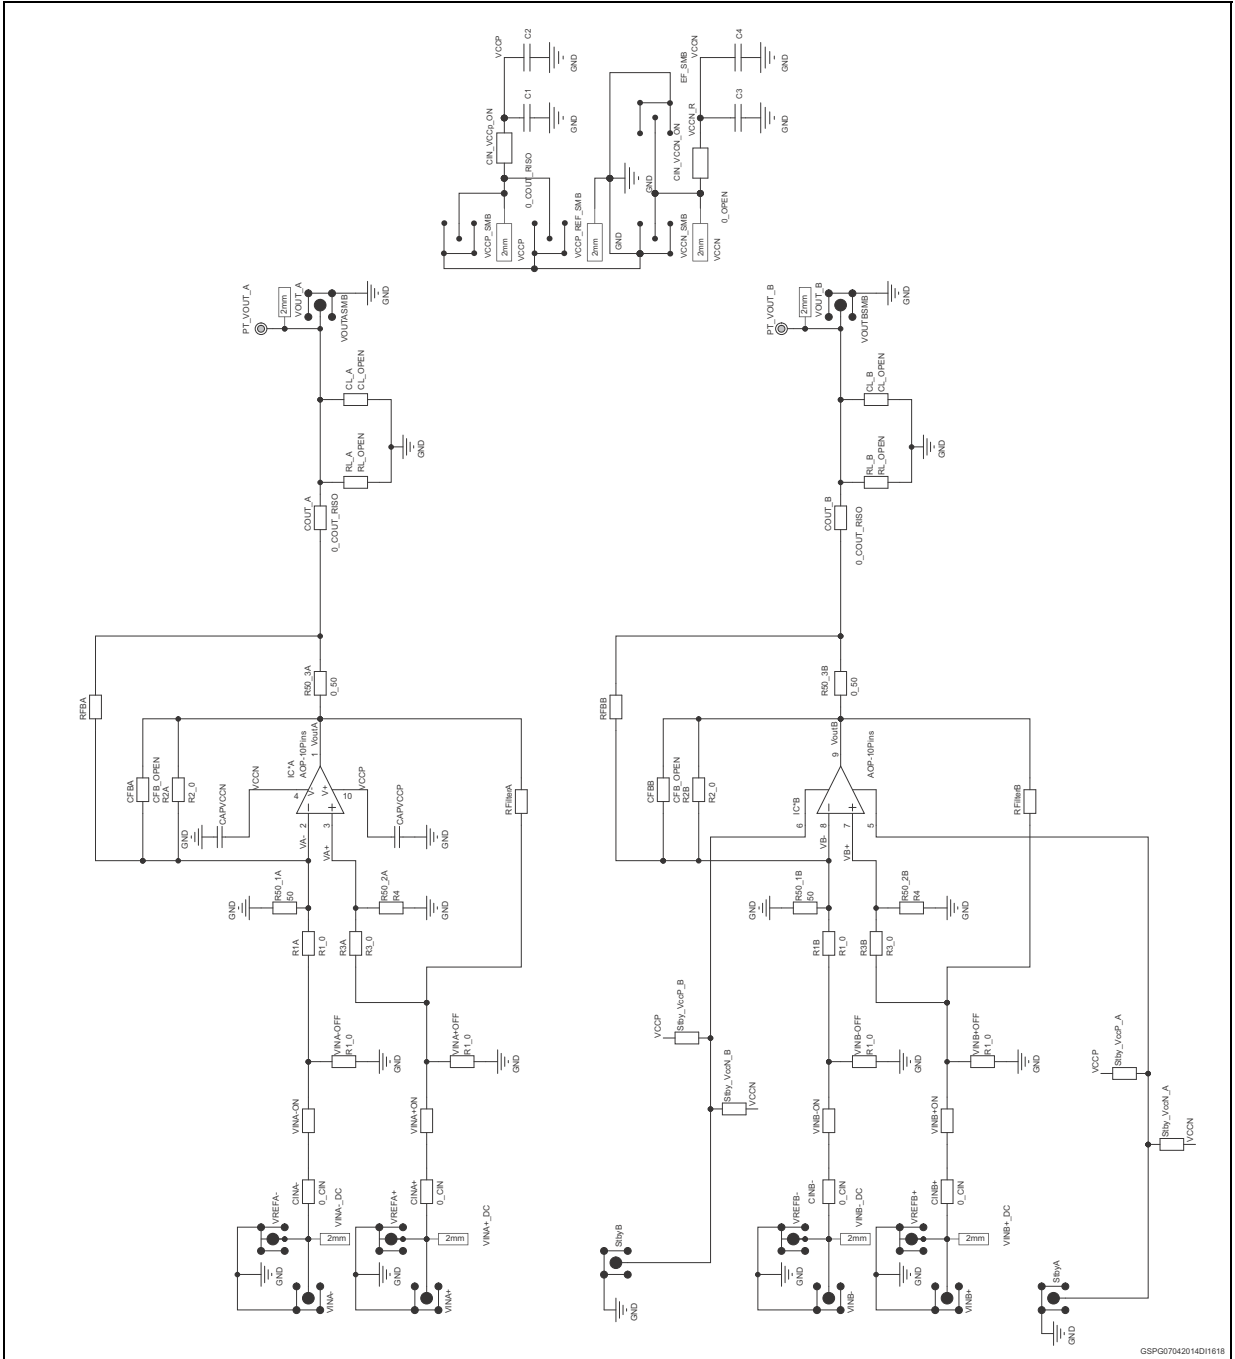 VCCP
C2
GND
C1
GND
CIN_VCCp_ON
0_COUT_RISO
VCCP_SMB
2mm
VCCP
VCCP_REF_SMB
2mm
GND
GND
EF_SMB
VCCN
C4
GND
VCCN_R
C3
GND
CIN_VCCN_ON
0_OPEN
VCCN_SMB
2mm
VCCN
PT_VOUT_A
2mm
VOUT_A
VOUTASMB
GND
CL_A
CL_OPEN
RL_A
RL_OPEN
GND
COUT_A
0_COUT_RISO
RFBA
R50_3A
0_50
CFBA
CFB_OPEN
R2A
R2_0
VCCN
GND
CAPVCCN
IC*A
AOP-10Pins
1
VoutA
4
V-
V+
10
2
3
VA-
VA+
VCCP
CAPVCCP
GND
RFilterA
GND
R50_1A
50
R50_2A
R4
GND
R1A
R1_0
R3A
R3_0
VINA-OFF
R1_0
GND
VINA+OFF
R1_0
GND
VINA-ON
VINA+ON
CINA-
0_CIN
CINA+
0_CIN
VREFA-
VINA-_DC
2mm
GND
VINA-
VREFA+
2mm
VINA+_DC
GND
VINA+
PT_VOUT_B
2mm
VOUT_B
VOUTBSMB
GND
CL_B
CL_OPEN
RL_B
RL_OPEN
GND
COUT_B
0_COUT_RISO
RFBB
R50_3B
0_50
CFBB
CFB_OPEN
R2B
R2_0
9
VoutB
AOP-10Pins
IC*B
6
8
7
5
VB-
VB+
RFilterB
GND
R50_1B
50
R50_2B
R4
GND
R1B
R1_0
R3B
R3_0
VCCP
Stby_VccP_B
Stby_VccN_B
VCCN
VINB-OFF
R1_0
GND
VINB+OFF
R1_0
GND
VCCP
Stby_VccP_A
Stby_VccN_A
VCCN
VINB-ON
VINB+ON
CINB-
0_CIN
CINB+
0_CIN
VREFB-
VINB-_DC
2mm
GND
VINB-
VREFB+
2mm
VINB+_DC
GND
VINB+
StbyB
GND
StbyA
GND
GSPG07042014DI1618